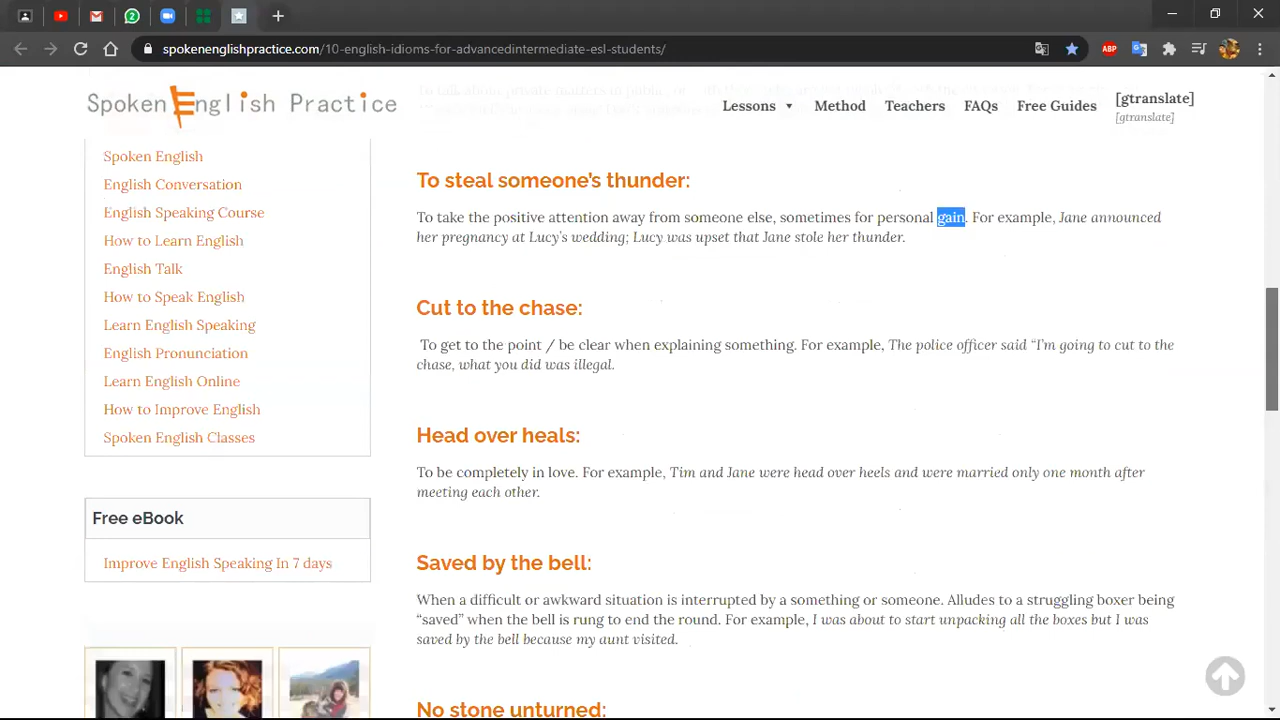 spokenenglishpractice.com/10-english-idioms-for-advancedintermediate-esl-students/
ABP
Spoken English Practice
Lessons
Method
Teachers
FAQs
Free Guides
[gtranslate]
[gtranslate]
Spoken English
English Conversation
English Speaking Course
How to Learn English
English Talk
How to Speak English
Learn English Speaking
English Pronunciation
Learn English Online
How to Improve English
Spoken English Classes
Free eBook
Improve English Speaking In 7 days
To steal someone's thunder:
To take the positive attention away from someone else, sometimes for personal gain. For example, Jane announced
her pregnancy at Lucy's wedding; Lucy was upset that Jane stole her thunder.
Cut to the chase:
To get to the point / be clear when explaining something. For example, The police officer said “I'm going to cut to the
chase, what you did was illegal.
Head over heals:
To be completely in love. For example, Tim and Jane were head over heels and were married only one month after
meeting each other.
Saved by the bell:
When a difficult or awkward situation is interrupted by a something or someone. Alludes to a struggling boxer being
“saved” when the bell is rung to end the round. For example, I was about to start unpacking all the boxes but I was
saved by the bell because my aunt visited.
No stone unturned: